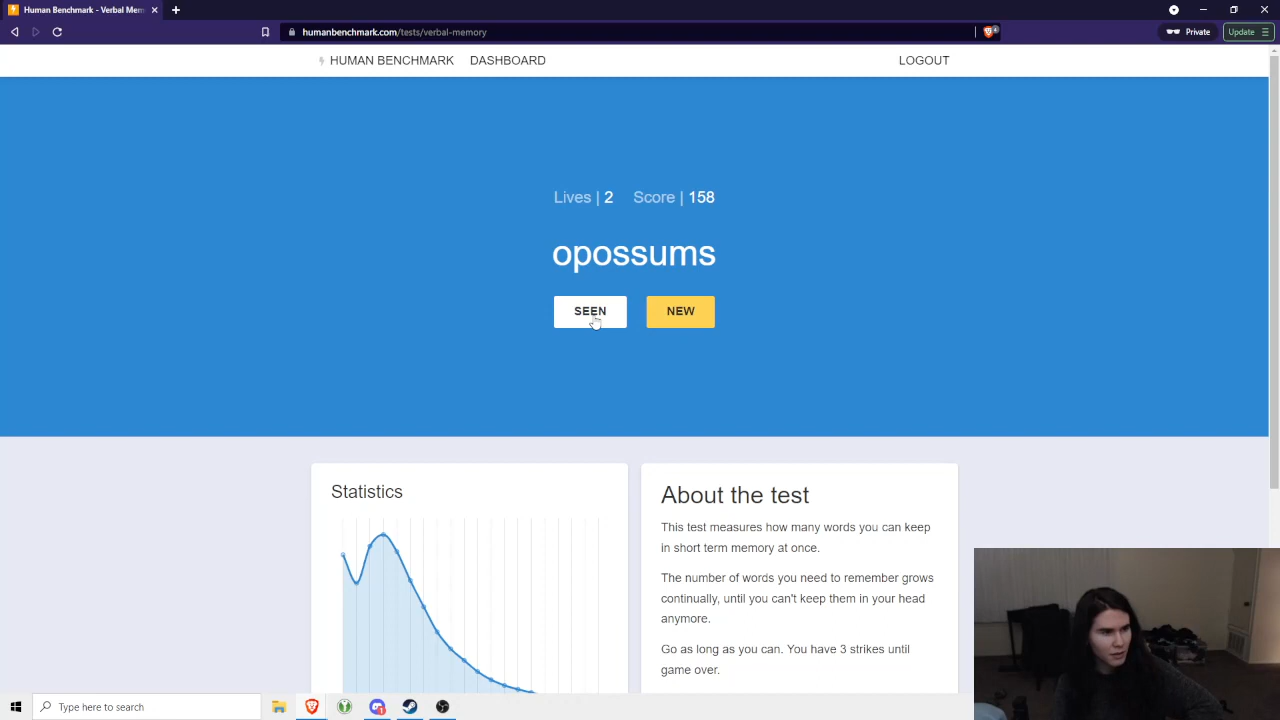 Human Benchmark - Verbal Mem
humanbenchmark.com/tests/verbal-memory
4
Private
Update
HUMAN BENCHMARK
DASHBOARD
LOGOUT
Lives | 2
Score | 158
opossums
SEEN
NEW
Statistics
About the test
This test measures how many words you can keep
in short term memory at once.
The number of words you need to remember grows
continually, until you can't keep them in your head
anymore.
Go as long as you can. You have 3 strikes until
game over.
Type here to search
1